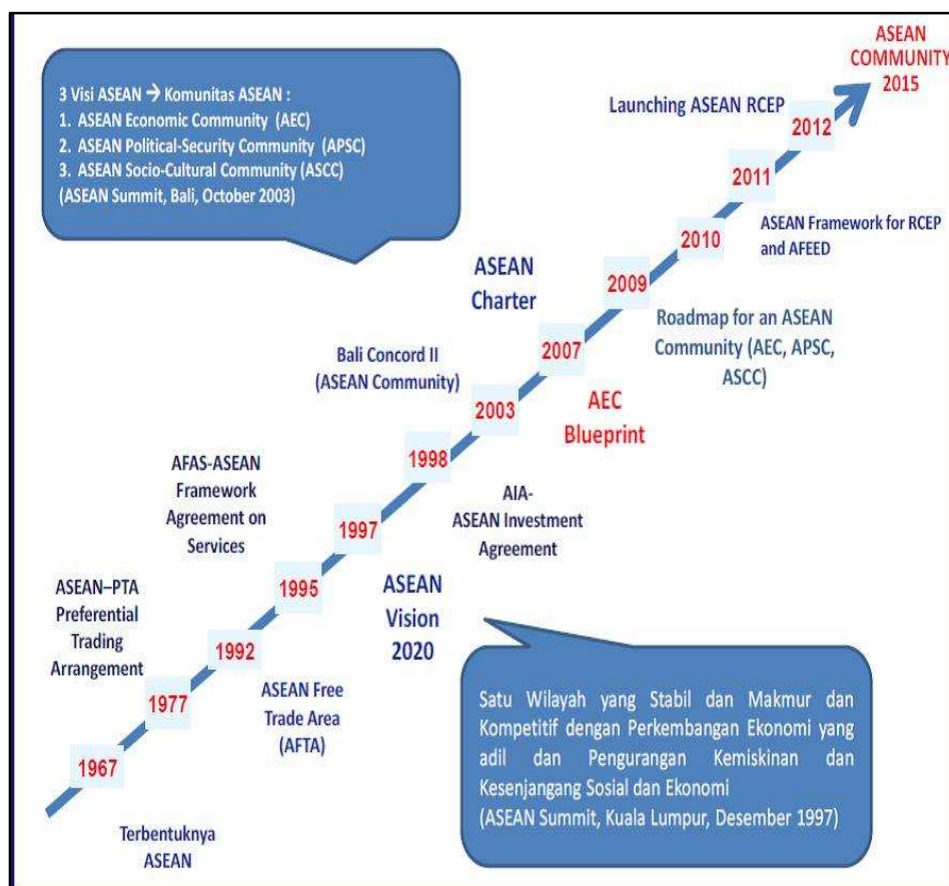 ASEAN
COMMUNITY
2015
3 Visi ASEAN → Komunitas ASEAN :
1. ASEAN Economic Community (AEC)
2. ASEAN Political-Security Community (APSC)
3. ASEAN Socio-Cultural Community (ASCC)
(ASEAN Summit, Bali, October 2003)
Launching ASEAN RCEP
2012
2011
ASEAN Framework for RCEP
and AFEED
2010
ASEAN
Charter
2009
Roadmap for an ASEAN
Community (AEC, APSC,
ASCC)
2007
Bali Concord II
(ASEAN Community)
AEC
Blueprint
2003
1998
AFAS-ASEAN
Framework
Agreement on
Services
AIA-
ASEAN Investment
Agreement
1997
1995
ASEAN
Vision
2020
ASEAN–PTA
Preferential
Trading
Arrangement
1992
ASEAN Free
Trade Area
(AFTA)
1977
Satu Wilayah yang Stabil dan Makmur dan
Kompetitif dengan Perkembangan Ekonomi yang
adil dan Pengurangan Kemiskinan dan
Kesenjangang Sosial dan Ekonomi
(ASEAN Summit, Kuala Lumpur, Desember 1997)
1967
Terbentuknya
ASEAN